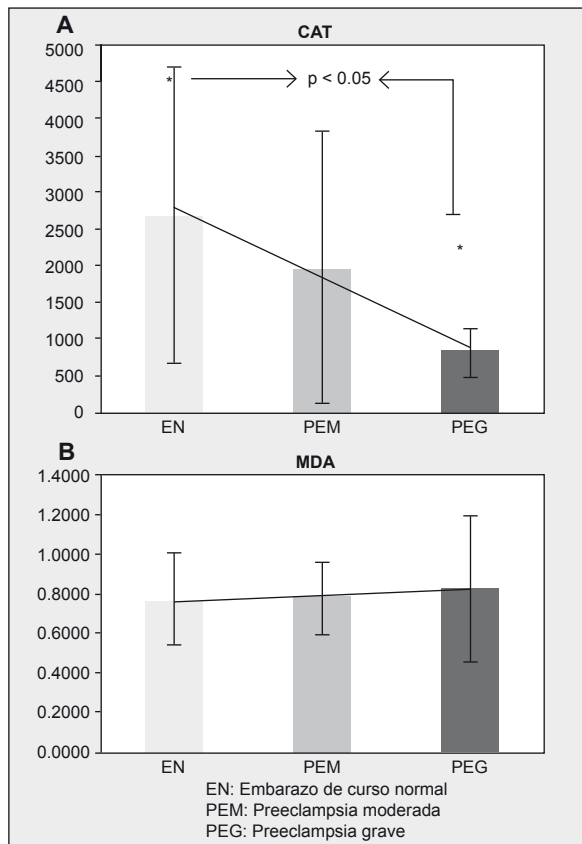 A
CAT
5000
4500
4000
3500
3000
2500
2000
1500
1000
500
0
*
p < 0.05
*
EN PEM PEG
B
MDA
1.4000
1.2000
1.0000
0.8000
0.6000
0.4000
0.2000
0.0000
EN PEM PEG
EN: Embarazo de curso normal
PEM: Preeclampsia moderada
PEG: Preeclampsia grave